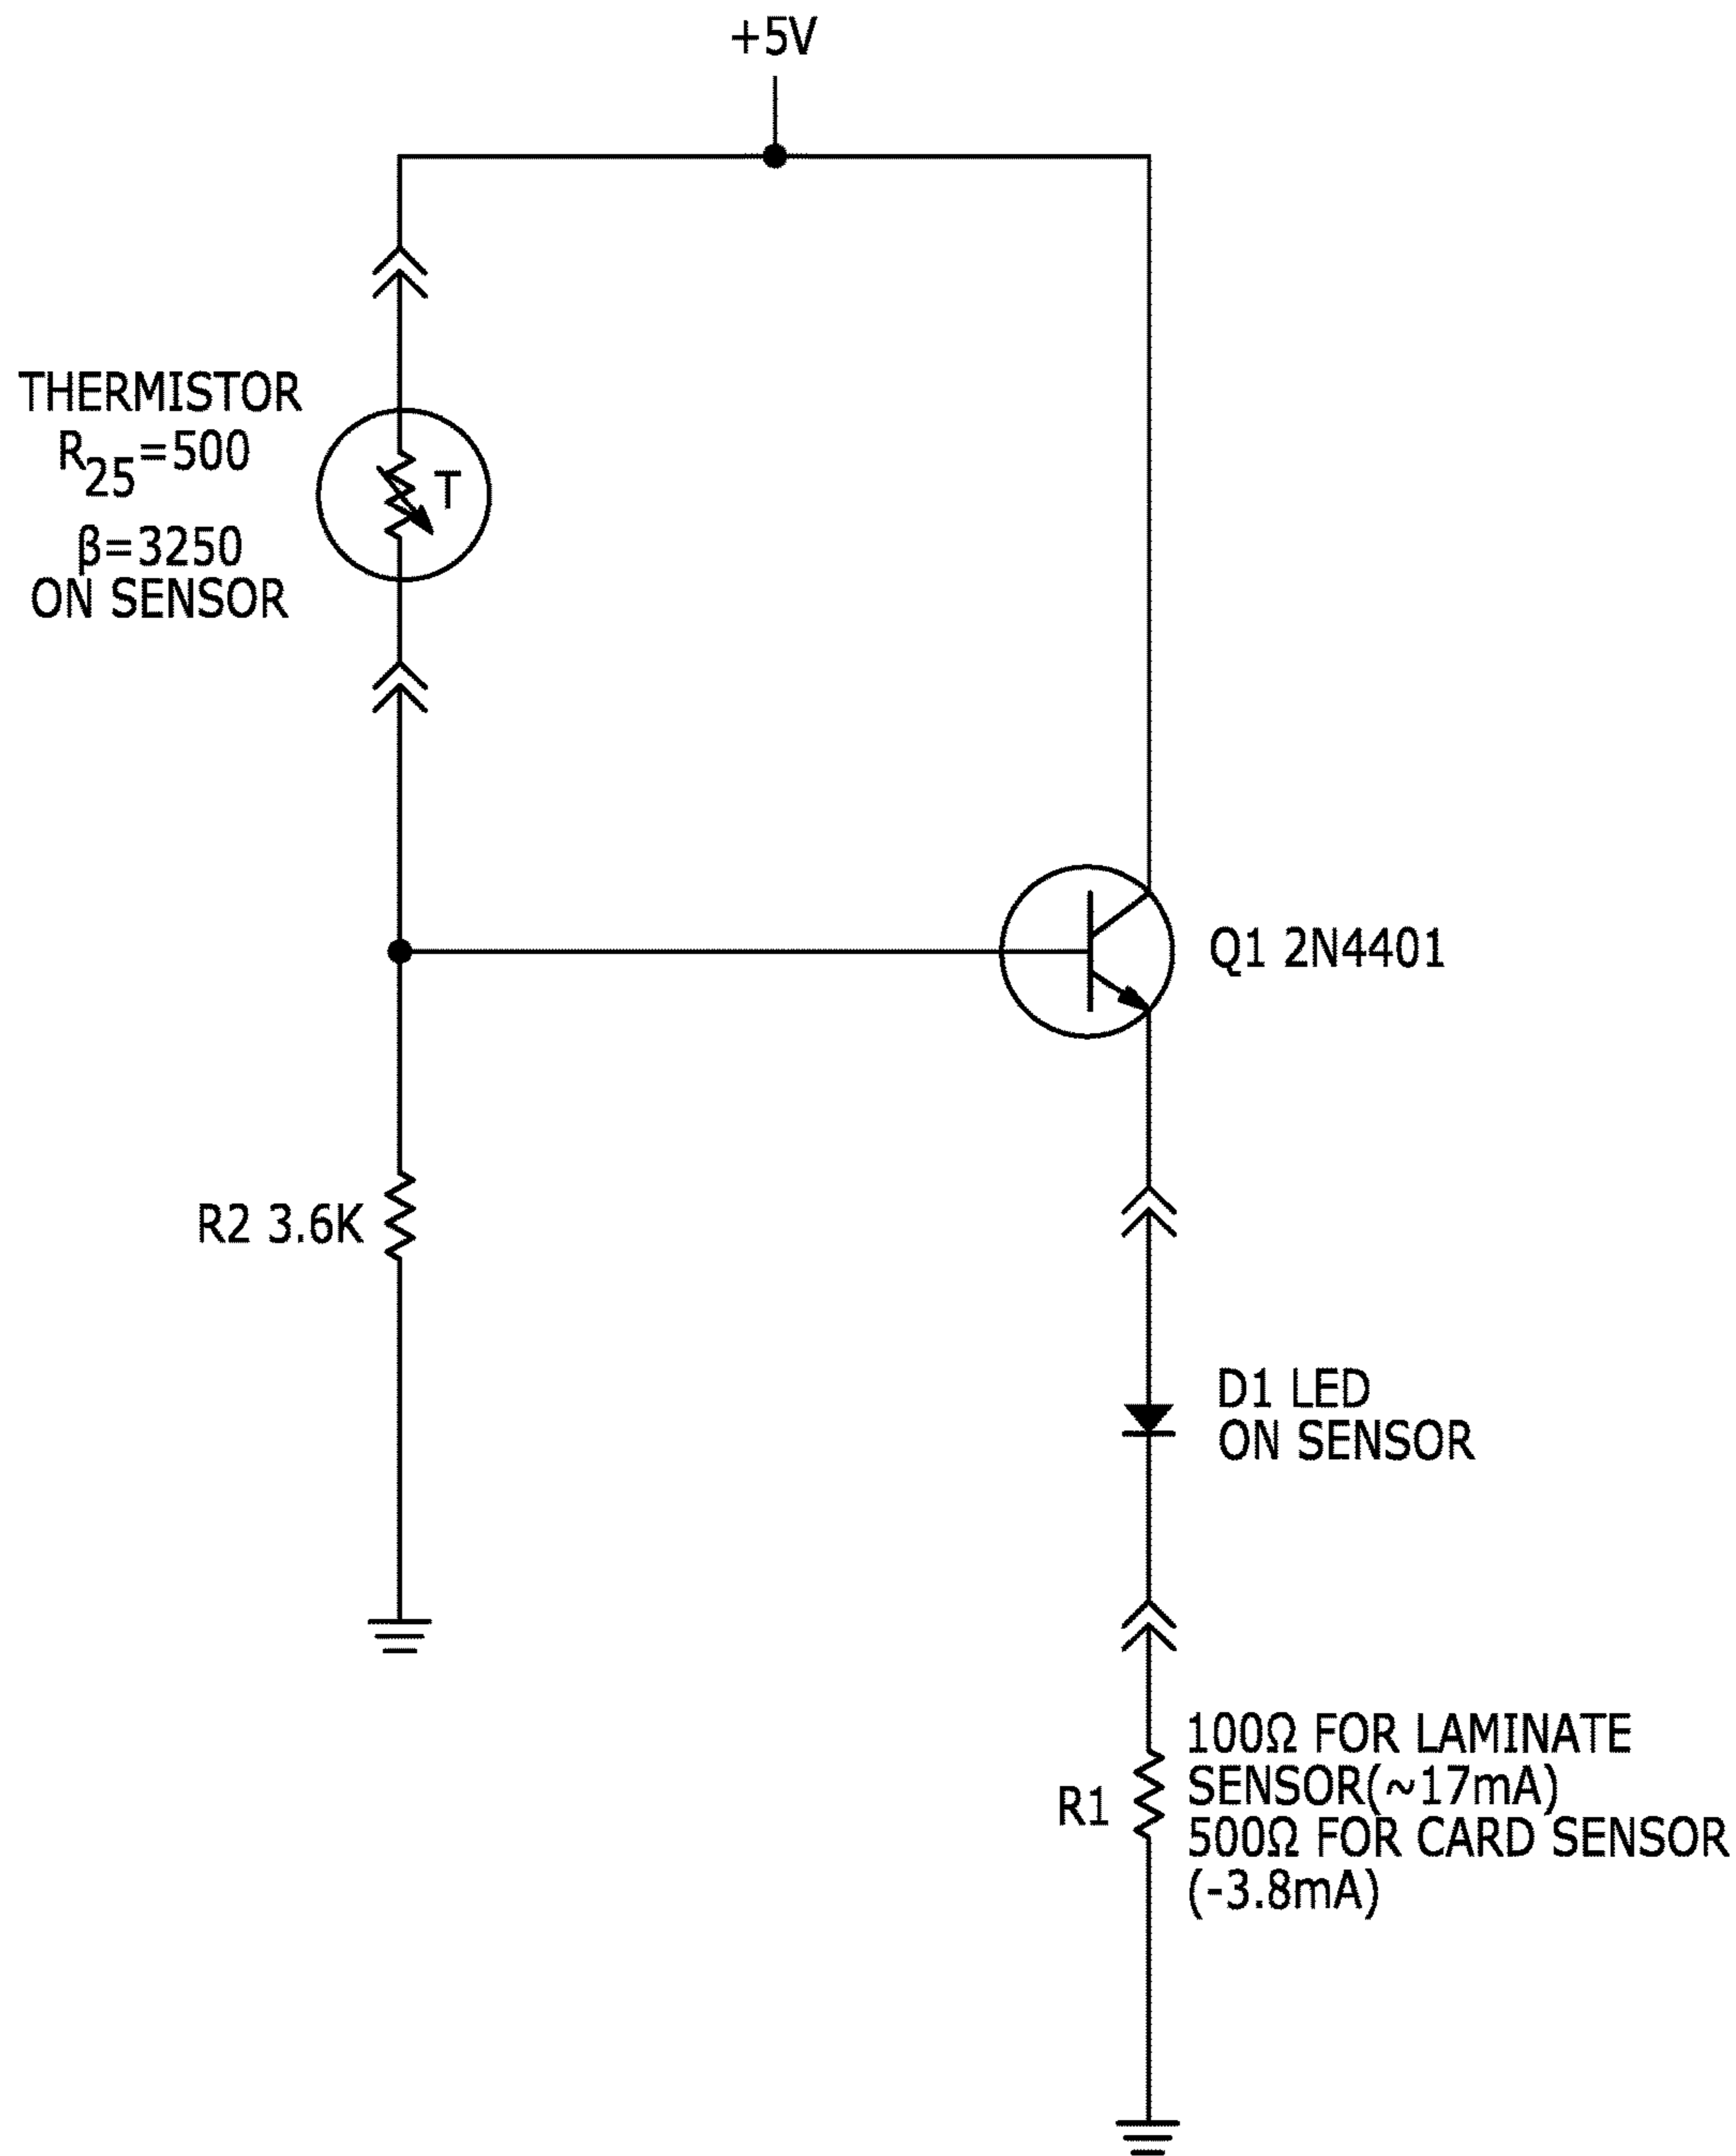 +5V
THERMISTOR
R25=500
β=3250
ON SENSOR
T
Q1 2N4401
R2 3.6K
D1 LED
ON SENSOR
R1
100Ω FOR LAMINATE
SENSOR(~17mA)
500Ω FOR CARD SENSOR
(-3.8mA)